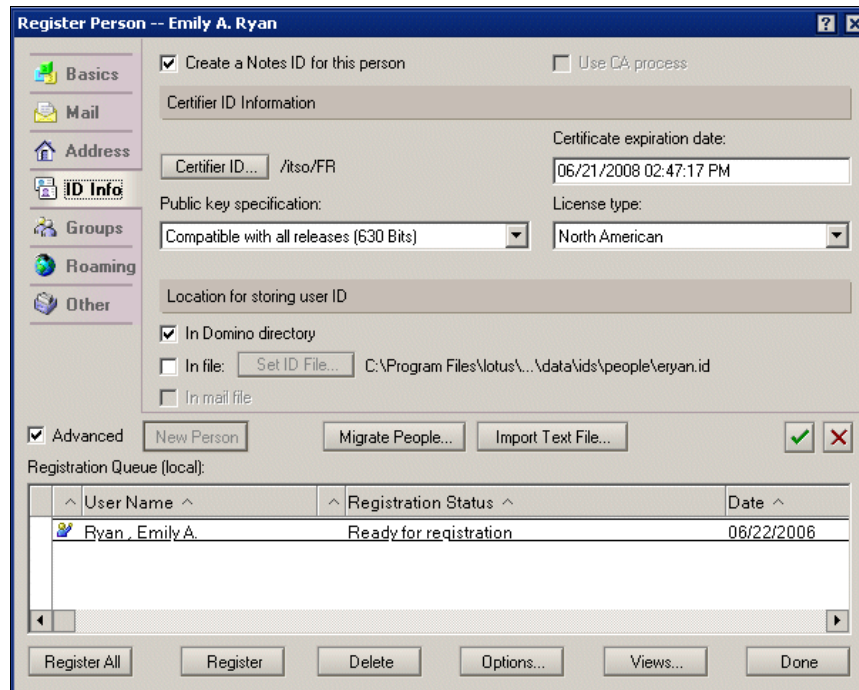 Register Person -- Emily A. Ryan
Basics
Mail
Address
ID Info
Groups
Roaming
Other
Create a Notes ID for this person
Use CA process
Certifier ID Information
Certifier ID... /itso/FR
Certificate expiration date:
06/21/2008 02:47:17 PM
Public key specification:
Compatible with all releases (630 Bits)
License type:
North American
Location for storing user ID
In Domino directory
In file: Set ID File... C:\Program Files\lotus\...\data\ids\people\eryan.id
In mail file
Advanced New Person Migrate People... Import Text File...
Registration Queue (local):
User Name Registration Status Date
Ryan , Emily A. Ready for registration 06/22/2006
Register All Register Delete Options... Views... Done